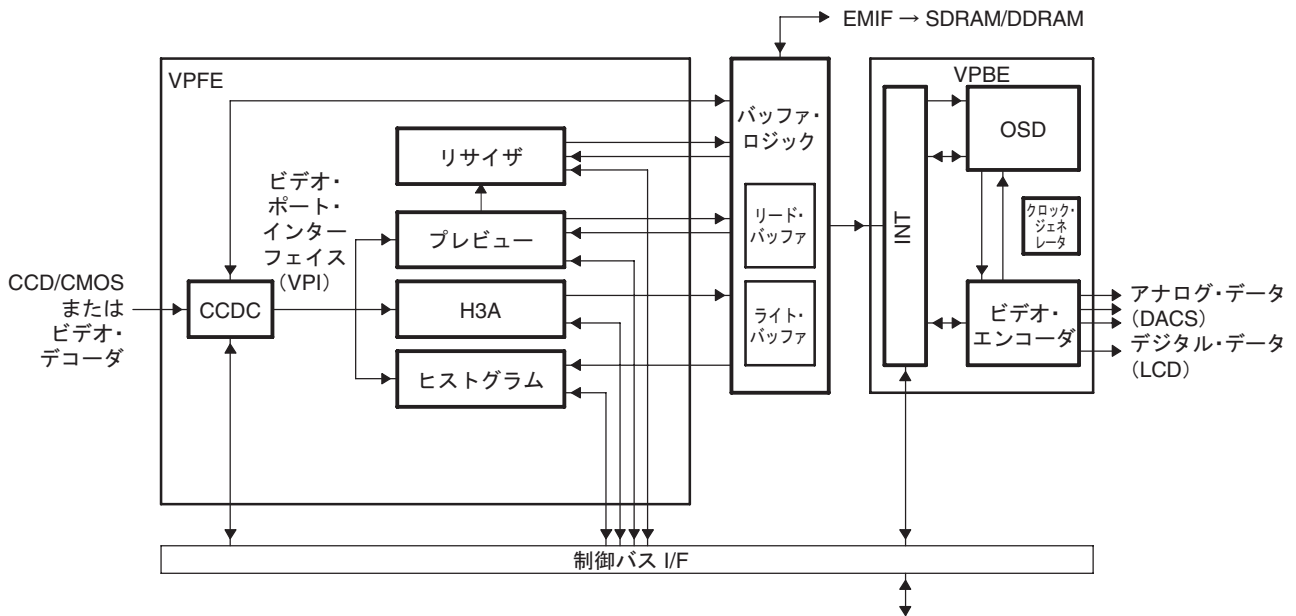 EMIF → SDRAM/DDRAM
VPFE
VPBE
バッファ・
ロジック
OSD
リサイザ
ビデオ・
ポート・
インター
フェイス
(VPI)
リード・
バッファ
INT
クロック・
ジェネ
レータ
プレビュー
CCD/CMOS
または
ビデオ・
デコーダ
CCDC
H3A
ライト・
バッファ
ビデオ・
エンコーダ
アナログ・データ
(DACS)
デジタル・データ
(LCD)
ヒストグラム
制御バス I/F